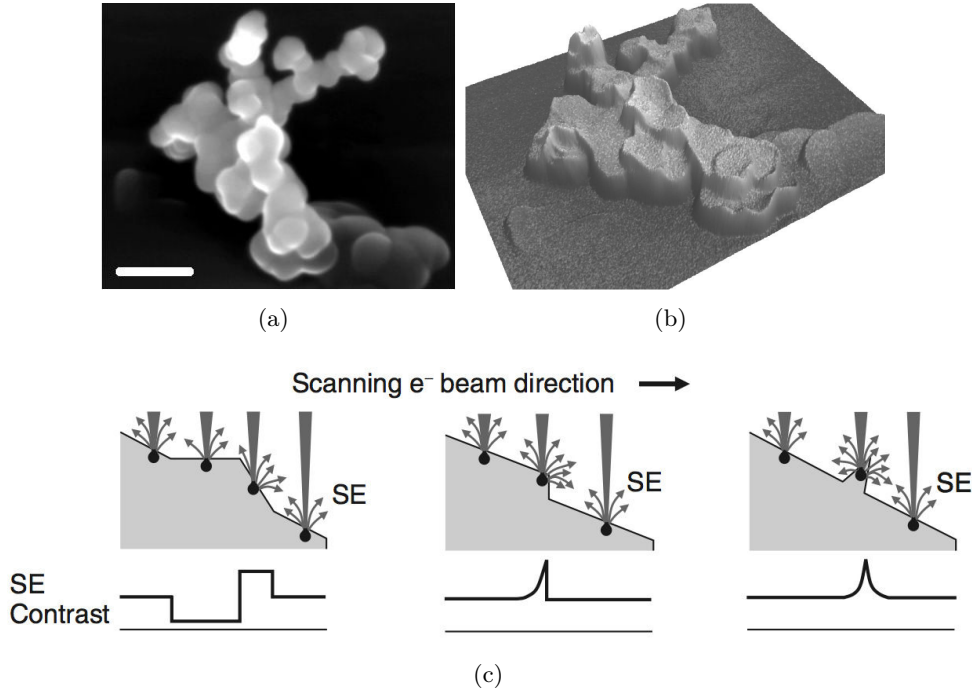 (a)
(b)
Scanning e⁻ beam direction
SE
SE
SE
SE
Contrast
(c)